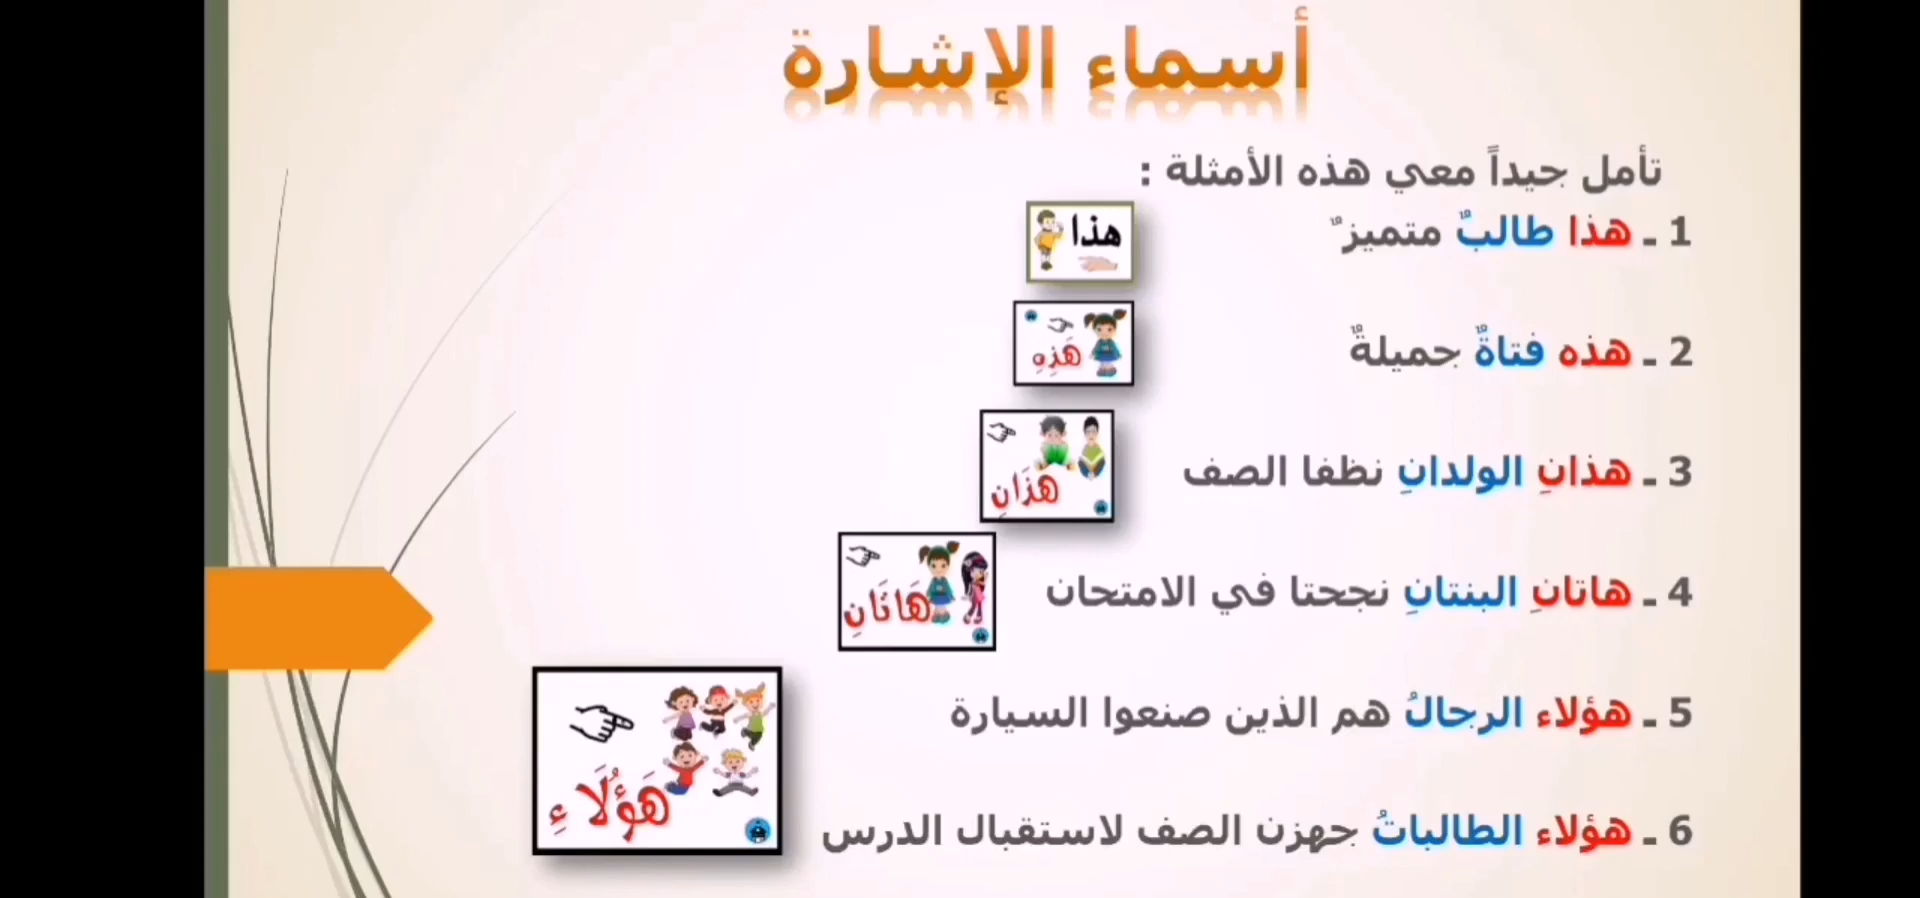 أسماء الإشارة
تأمل جيداً معي هذه الأمثلة :
1 ـ هذا طالبٌ متميزٌ
هذا
2 ـ هذه فتاةٌ جميلةٌ
هَذِهِ
3 ـ هذانِ الولدانِ نظفا الصف
هذَانِ
4 ـ هاتانِ البنتانِ نجحتا في الامتحان
هَاتَانِ
5 ـ هؤلاء الرجالُ هم الذين صنعوا السيارة
هَؤُلَاءِ
6 ـ هؤلاء الطالباتُ جهزن الصف لاستقبال الدرس